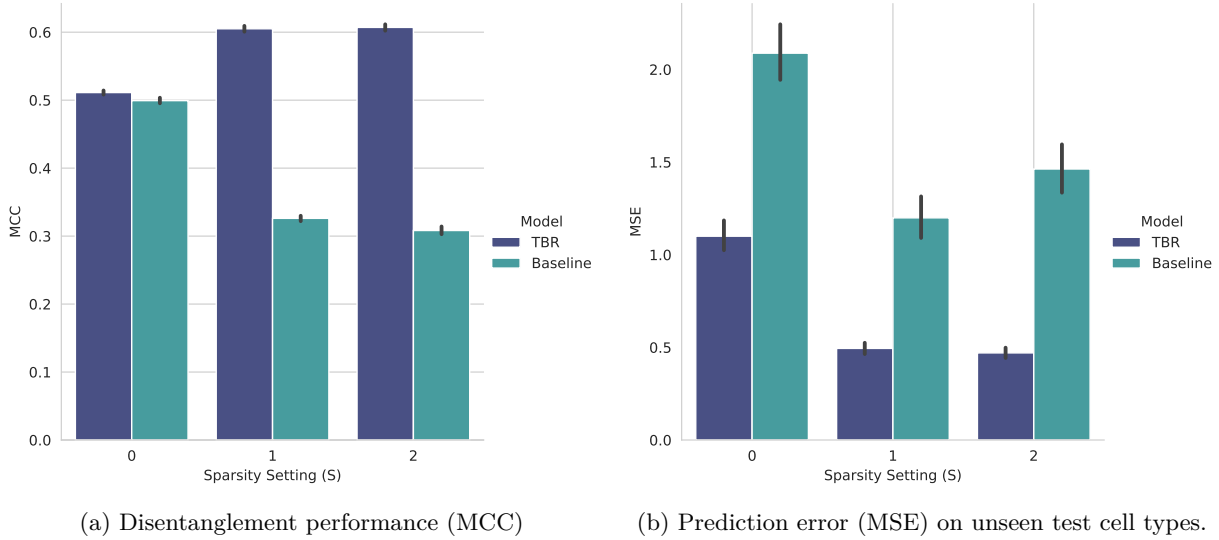 0.6
0.5
0.4
0.3
0.2
0.1
0.0
MCC
0
1
2
Sparsity Setting (S)
Model
TBR
Baseline
(a) Disentanglement performance (MCC)
2.0
1.5
1.0
0.5
0.0
MSE
0
1
2
Sparsity Setting (S)
Model
TBR
Baseline
(b) Prediction error (MSE) on unseen test cell types.